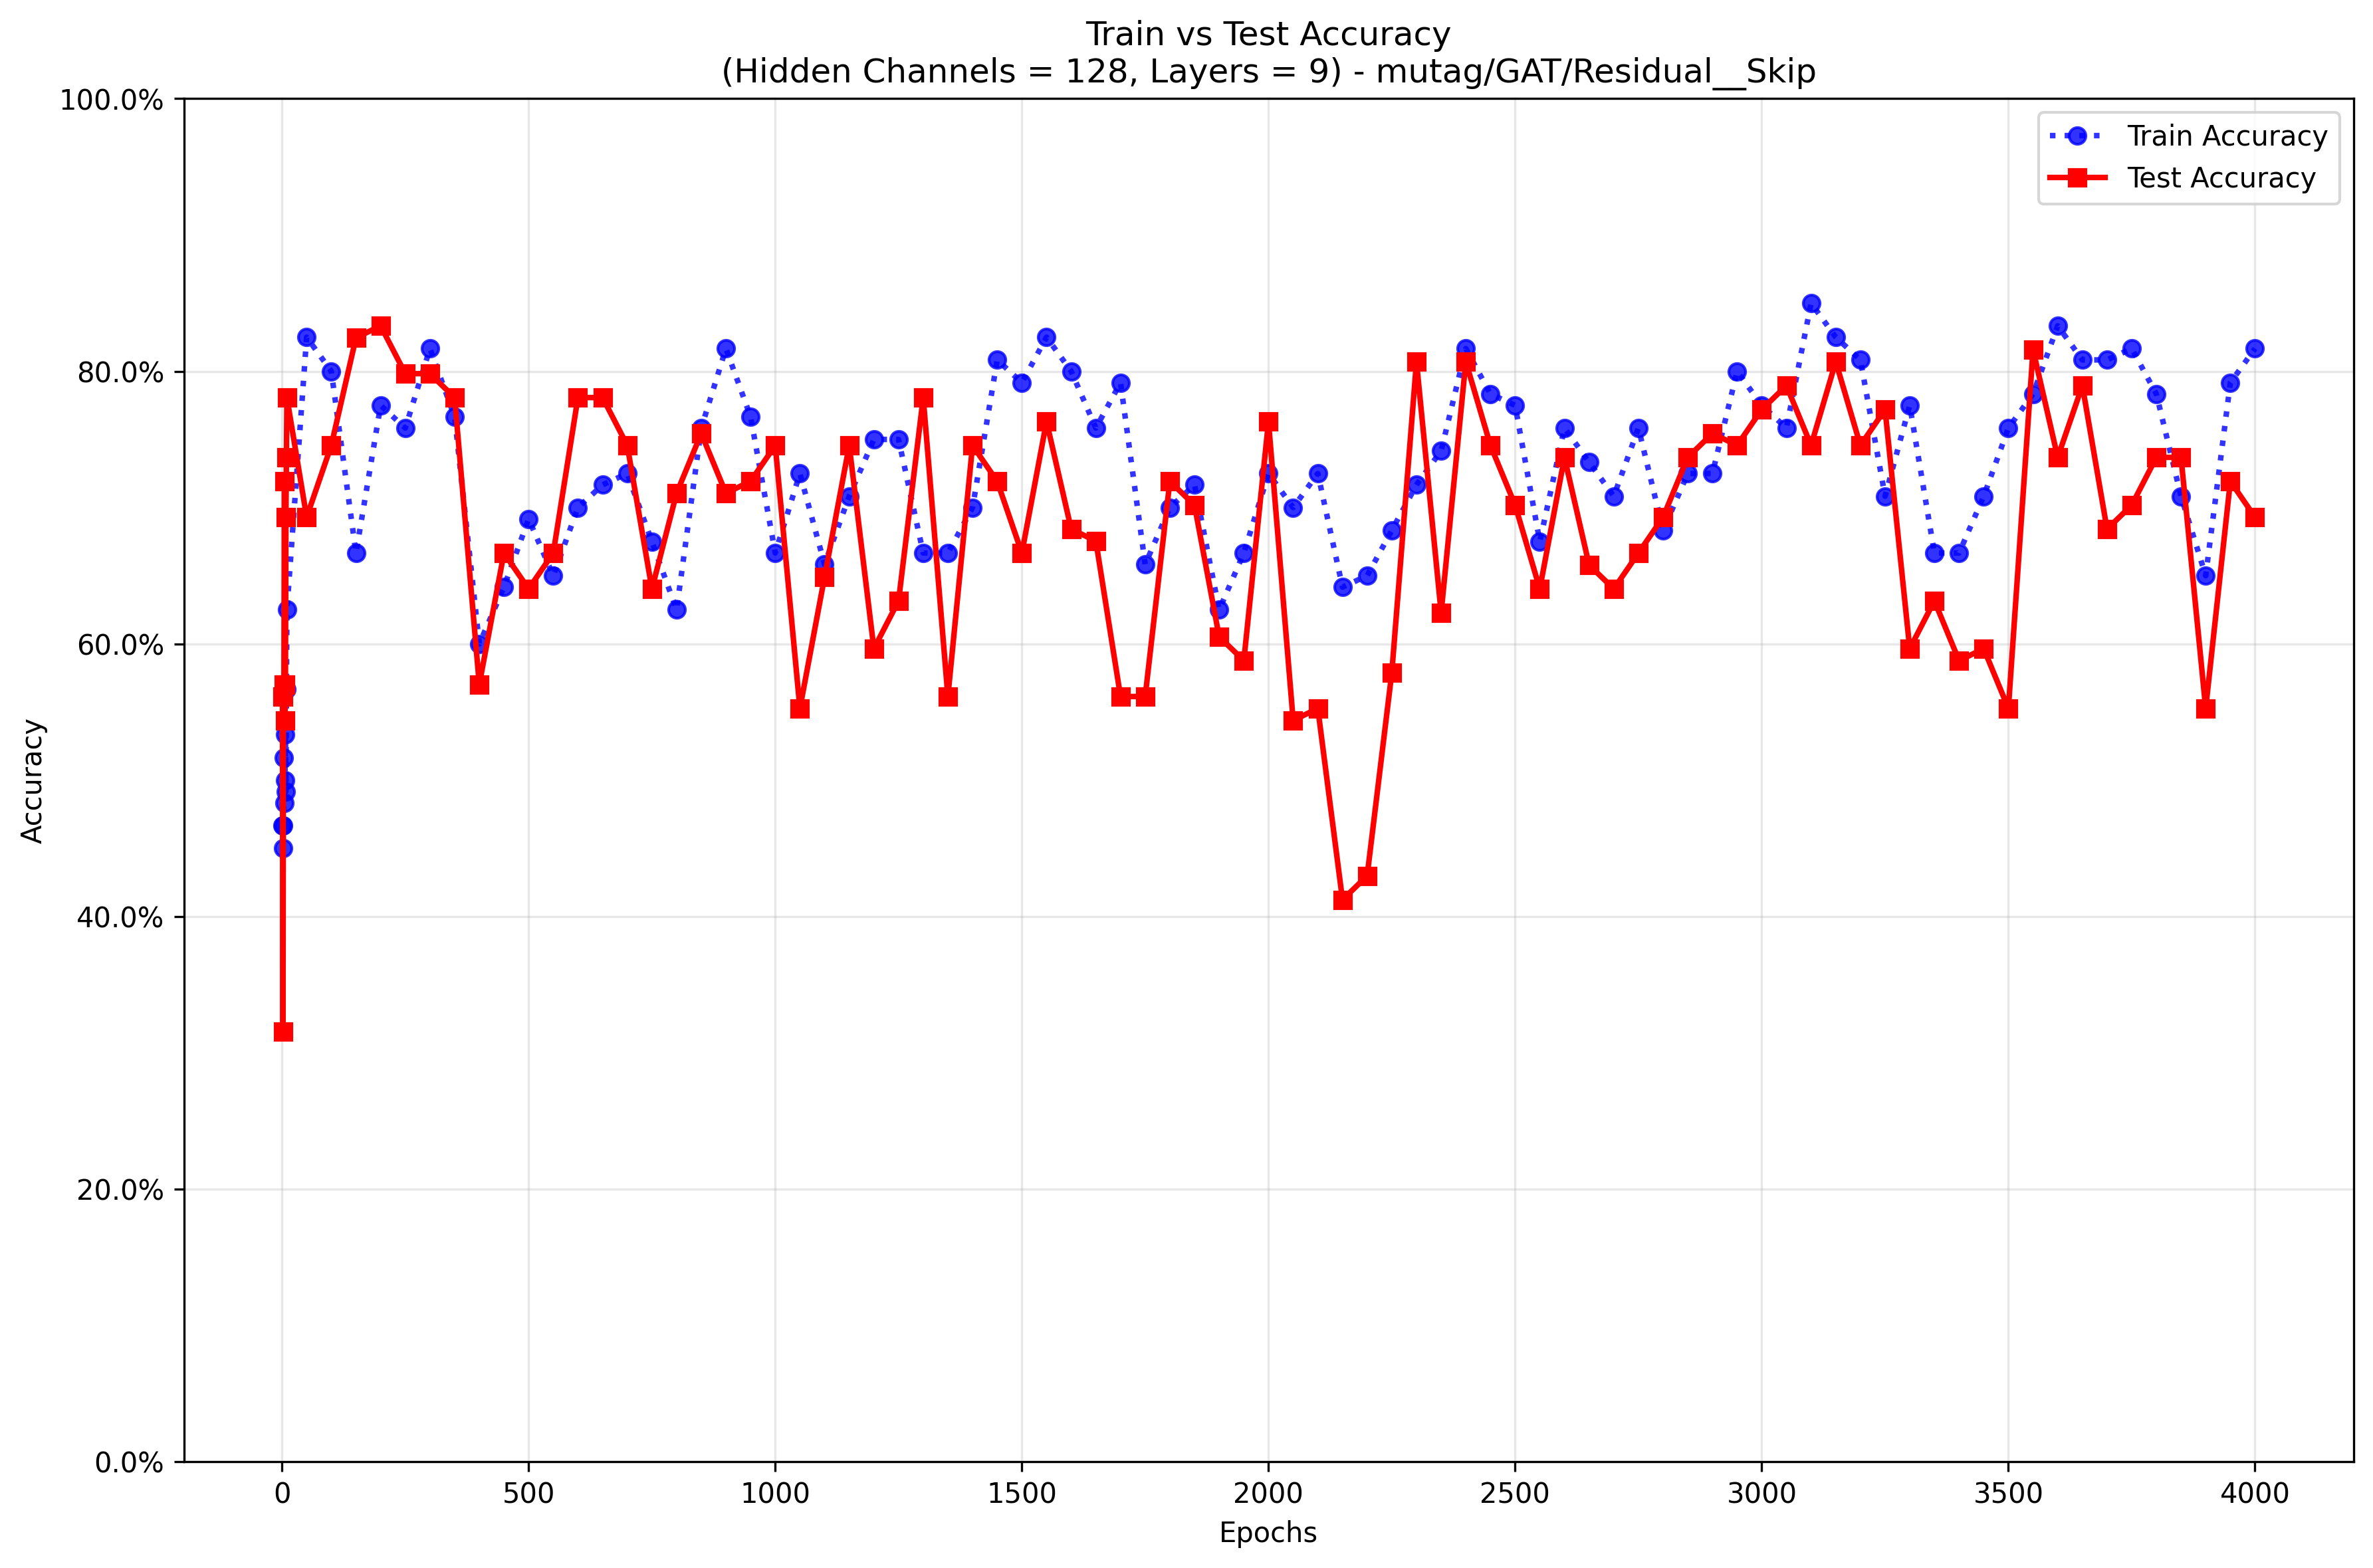 Train vs Test Accuracy
(Hidden Channels = 128, Layers = 9) - mutag/GAT/Residual__Skip
100.0%
80.0%
60.0%
40.0%
20.0%
0.0%
Accuracy
Train Accuracy
Test Accuracy
0 500 1000 1500 2000 2500 3000 3500 4000
Epochs